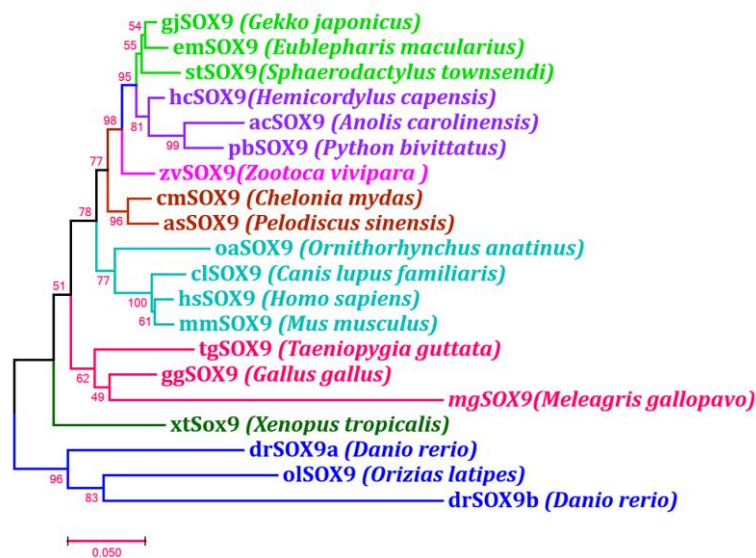 54
gjSOX9 (Gekko japonicus)
55
emSOX9 (Eublepharis macularius)
stSOX9(Sphaerodactylus townsendi)
95
hcSOX9(Hemicordylus capensis)
81
acSOX9 (Anolis carolinensis)
98
99
pbSOX9 (Python bivittatus)
77
zvSOX9(Zootoca vivipara )
cmSOX9 (Chelonia mydas)
96
asSOX9 (Pelodiscus sinensis)
78
oaSOX9 (Ornithorhynchus anatinus)
77
clSOX9 (Canis lupus familiaris)
51
100
hsSOX9 (Homo sapiens)
61
mmSOX9 (Mus musculus)
tgSOX9 (Taeniopygia guttata)
62
ggSOX9 (Gallus gallus)
49
mgSOX9(Meleagris gallopavo)
xtSox9 (Xenopus tropicalis)
drSOX9a (Danio rerio)
96
olSOX9 (Orizias latipes)
83
drSOX9b (Danio rerio)
0.050